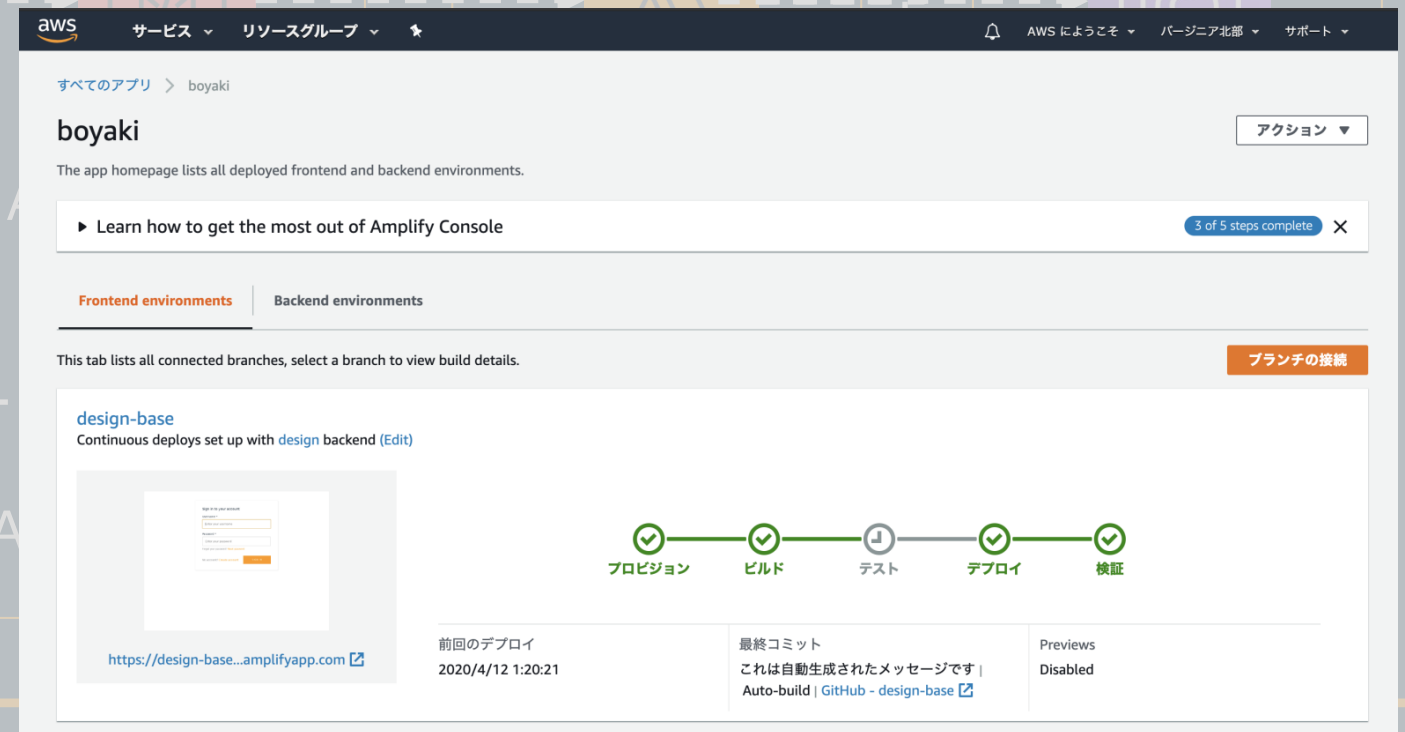 aws サービス リソースグループ AWS にようこそ バージニア北部 サポート
すべてのアプリ boyaki
boyaki
アクション
The app homepage lists all deployed frontend and backend environments.
Learn how to get the most out of Amplify Console 3 of 5 steps complete
Frontend environments Backend environments
This tab lists all connected branches, select a branch to view build details. ブランチの接続
design-base
Continuous deploys set up with design backend (Edit)
Sign in to your account
プロビジョン ビルド テスト デプロイ 検証
https://design-base...amplifyapp.com
前回のデプロイ
2020/4/12 1:20:21
最終コミット
これは自動生成されたメッセージです |
Auto-build | GitHub - design-base
Previews
Disabled